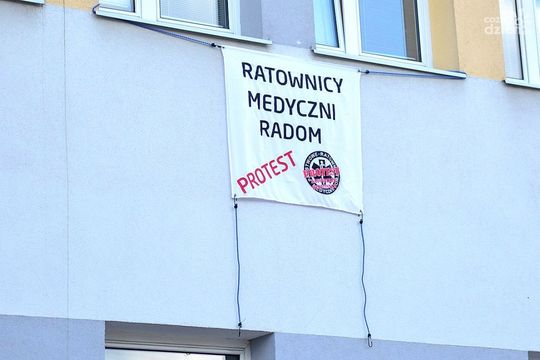 RATOWNICY
MEDYCZNI
RADOM
PROTEST